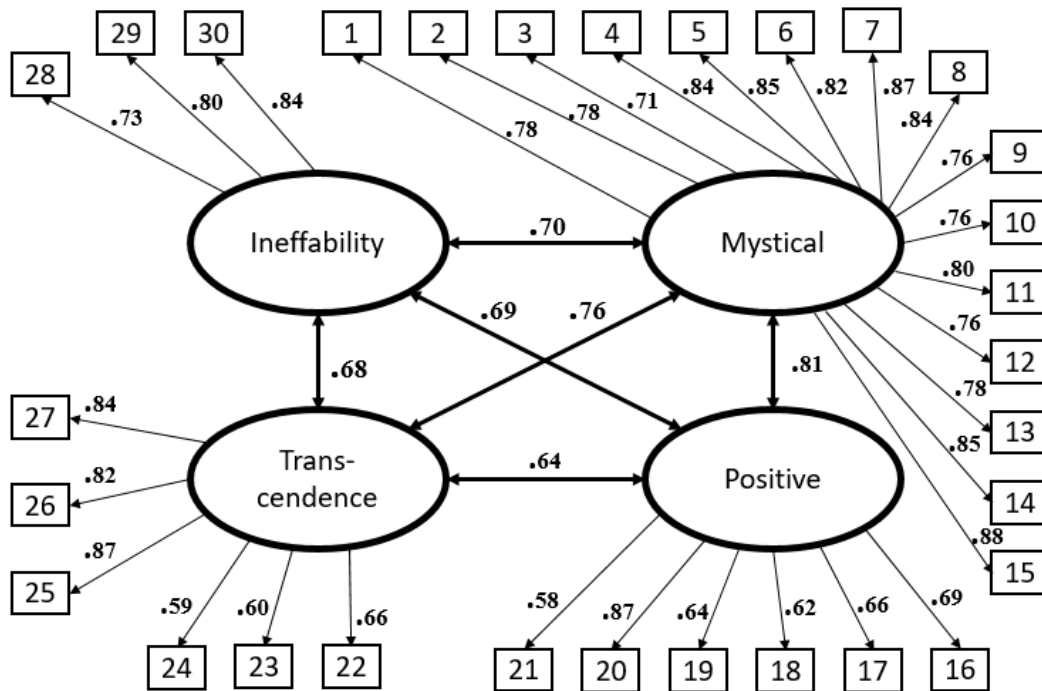 29 30 1 2 3 4 5 6 7
28 8
.73 .80 .84 .78 .78 .71 .84 .85 .82 .87 .84
9
.76
10
.76
Ineffability .70 Mystical
.80
11
.69 .76
.76
12
.68 .81
.78
13
27 .84
.85
14
26 .82
Trans-
cendence
.64 Positive
.88
15
25 .87
.59 .60 .66 .58 .87 .64 .62 .66 .69
24 23 22 21 20 19 18 17 16